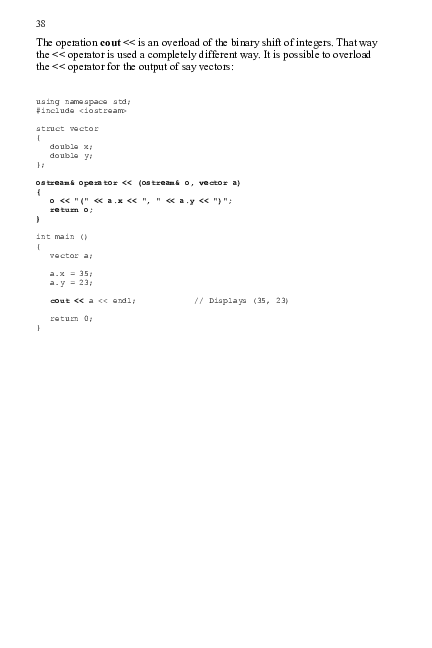 38
The operation cout << is an overload of the binary shift of integers. That way
the << operator is used a completely different way. It is possible to overload
the << operator for the output of say vectors:
using namespace std;
#include <iostream>
struct vector
{
double x;
double y;
};
ostream& operator << (ostream& o, vector a)
{
o << "(" << a.x << ", " << a.y << ")";
return o;
}
int main ()
{
vector a;
a.x = 35;
a.y = 23;
cout << a << endl; // Displays (35, 23)
return 0;
}